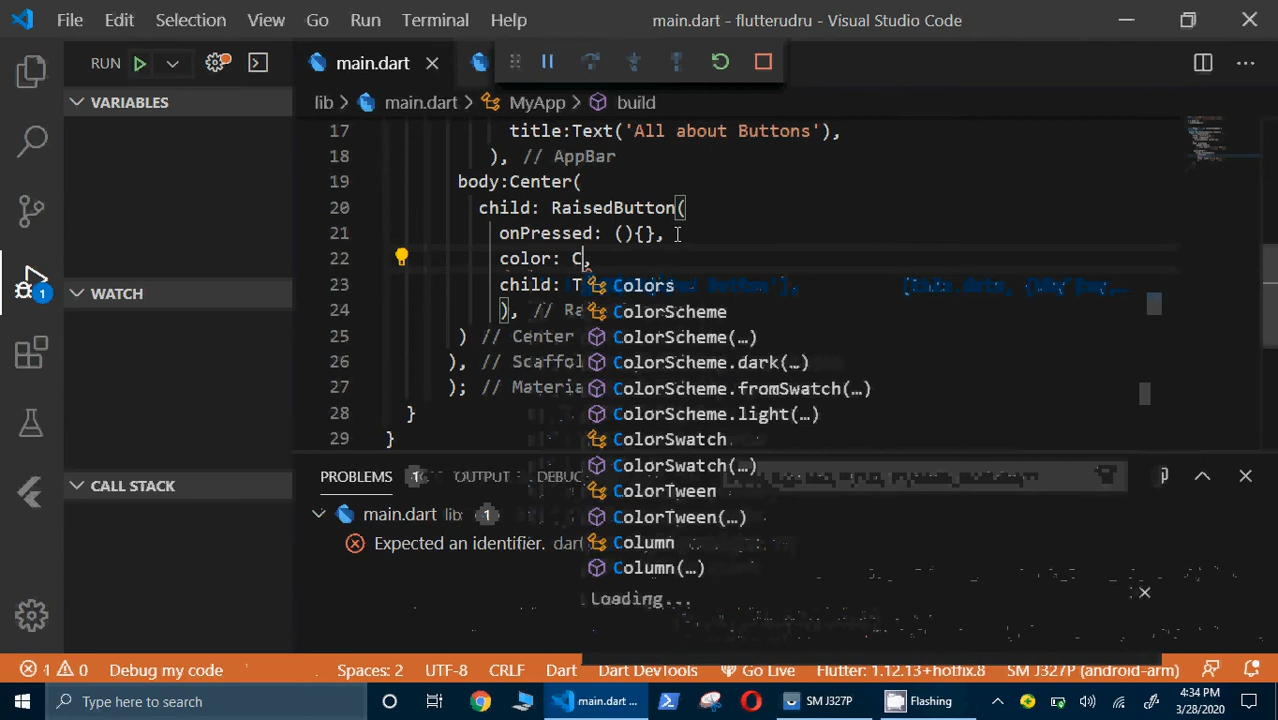 File Edit Selection View Go Run Terminal Help main.dart - flutterudru - Visual Studio Code
RUN main.dart
VARIABLES
lib > main.dart > MyApp > build
17 title:Text('All about Buttons'),
18 ), // AppBar
19 body:Center(
20 child: RaisedButton(
21 onPressed: (){},
22 color: C,
23 child: T
24 ), // Ra
25 ) // Center
26 ), // Scaffol
27 ); // Materia
28 }
29 }
Colors
ColorScheme
ColorScheme(…)
ColorScheme.dark(…)
ColorScheme.fromSwatch(…)
ColorScheme.light(…)
ColorSwatch
ColorSwatch(…)
ColorTween
ColorTween(…)
Column
Column(…)
Loading...
WATCH
CALL STACK
1
PROBLEMS 1 OUTPUT DEBUG
main.dart lib 1
Expected an identifier. dart(
1 0 Debug my code Spaces: 2 UTF-8 CRLF Dart Dart DevTools Go Live Flutter: 1.12.13+hotfix.8 SM J327P (android-arm)
Type here to search main.dart ... SM J327P Flashing 4:34 PM
3/28/2020